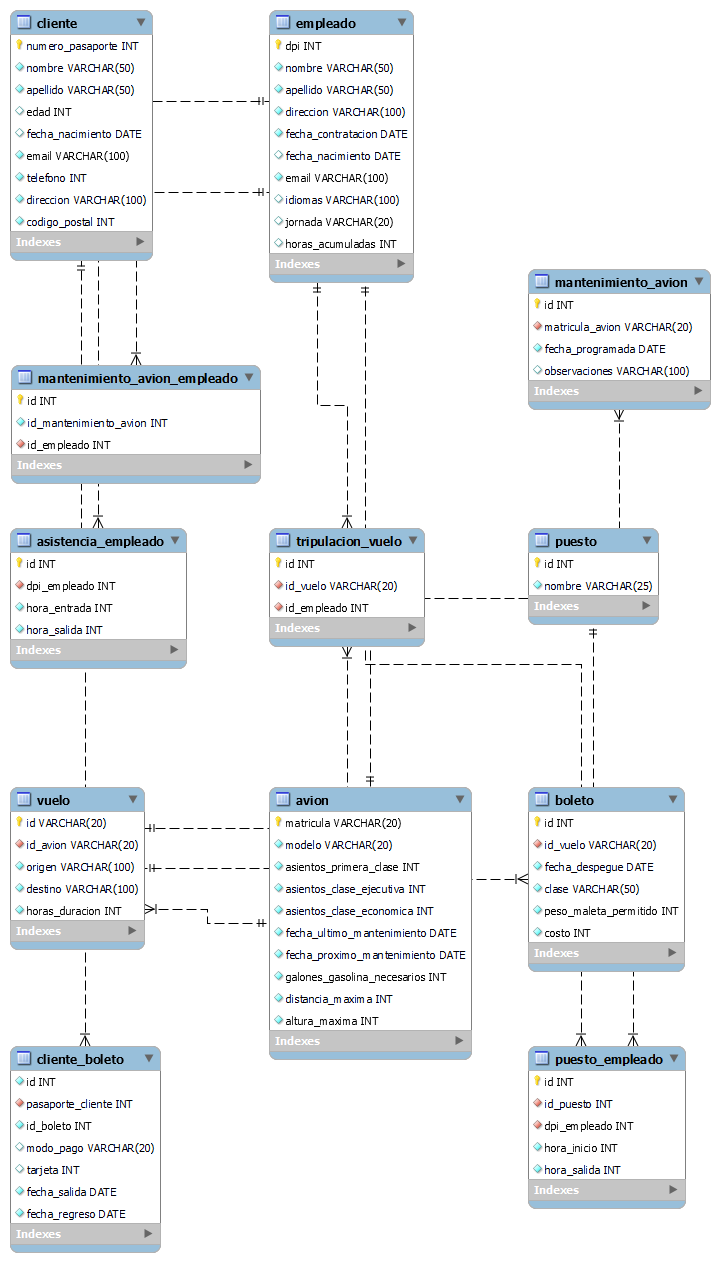 cliente
numero_pasaporte INT
nombre VARCHAR(50)
apellido VARCHAR(50)
edad INT
fecha_nacimiento DATE
email VARCHAR(100)
telefono INT
direccion VARCHAR(100)
codigo_postal INT
Indexes
empleado
dpi INT
nombre VARCHAR(50)
apellido VARCHAR(50)
direccion VARCHAR(100)
fecha_contratacion DATE
fecha_nacimiento DATE
email VARCHAR(100)
idiomas VARCHAR(100)
jornada VARCHAR(20)
horas_acumuladas INT
Indexes
mantenimiento_avion
id INT
matricula_avion VARCHAR(20)
fecha_programada DATE
observaciones VARCHAR(100)
Indexes
mantenimiento_avion_empleado
id INT
id_mantenimiento_avion INT
id_empleado INT
Indexes
asistencia_empleado
id INT
dpi_empleado INT
hora_entrada INT
hora_salida INT
Indexes
tripulacion_vuelo
id INT
id_vuelo VARCHAR(20)
id_empleado INT
Indexes
puesto
id INT
nombre VARCHAR(25)
Indexes
vuelo
id VARCHAR(20)
id_avion VARCHAR(20)
origen VARCHAR(100)
destino VARCHAR(100)
horas_duracion INT
Indexes
avion
matricula VARCHAR(20)
modelo VARCHAR(20)
asientos_primera_clase INT
asientos_clase_ejecutiva INT
asientos_clase_economica INT
fecha_ultimo_mantenimiento DATE
fecha_proximo_mantenimiento DATE
galones_gasolina_necesarios INT
distancia_maxima INT
altura_maxima INT
Indexes
boleto
id INT
id_vuelo VARCHAR(20)
fecha_despegue DATE
clase VARCHAR(50)
peso_maleta_permitido INT
costo INT
Indexes
cliente_boleto
id INT
pasaporte_cliente INT
id_boleto INT
modo_pago VARCHAR(20)
tarjeta INT
fecha_salida DATE
fecha_regreso DATE
Indexes
puesto_empleado
id INT
id_puesto INT
dpi_empleado INT
hora_inicio INT
hora_salida INT
Indexes